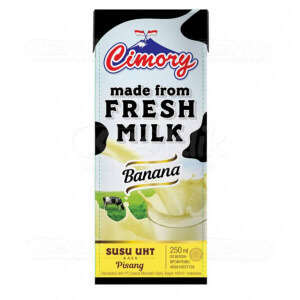 Cimory
made from
FRESH
MILK
Banana
SUSU UHT
RASA
Pisang
250 ml